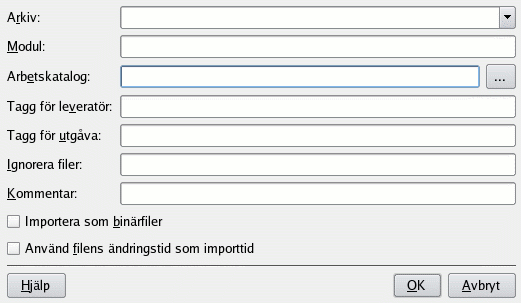 Arkiv:
Modul:
Arbetskatalog:
...
Tagg för leveratör:
Tagg för utgåva:
Ignorera filer:
Kommentar:
Importera som binärfiler
Använd filens ändringstid som importtid
Hjälp OK Avbryt